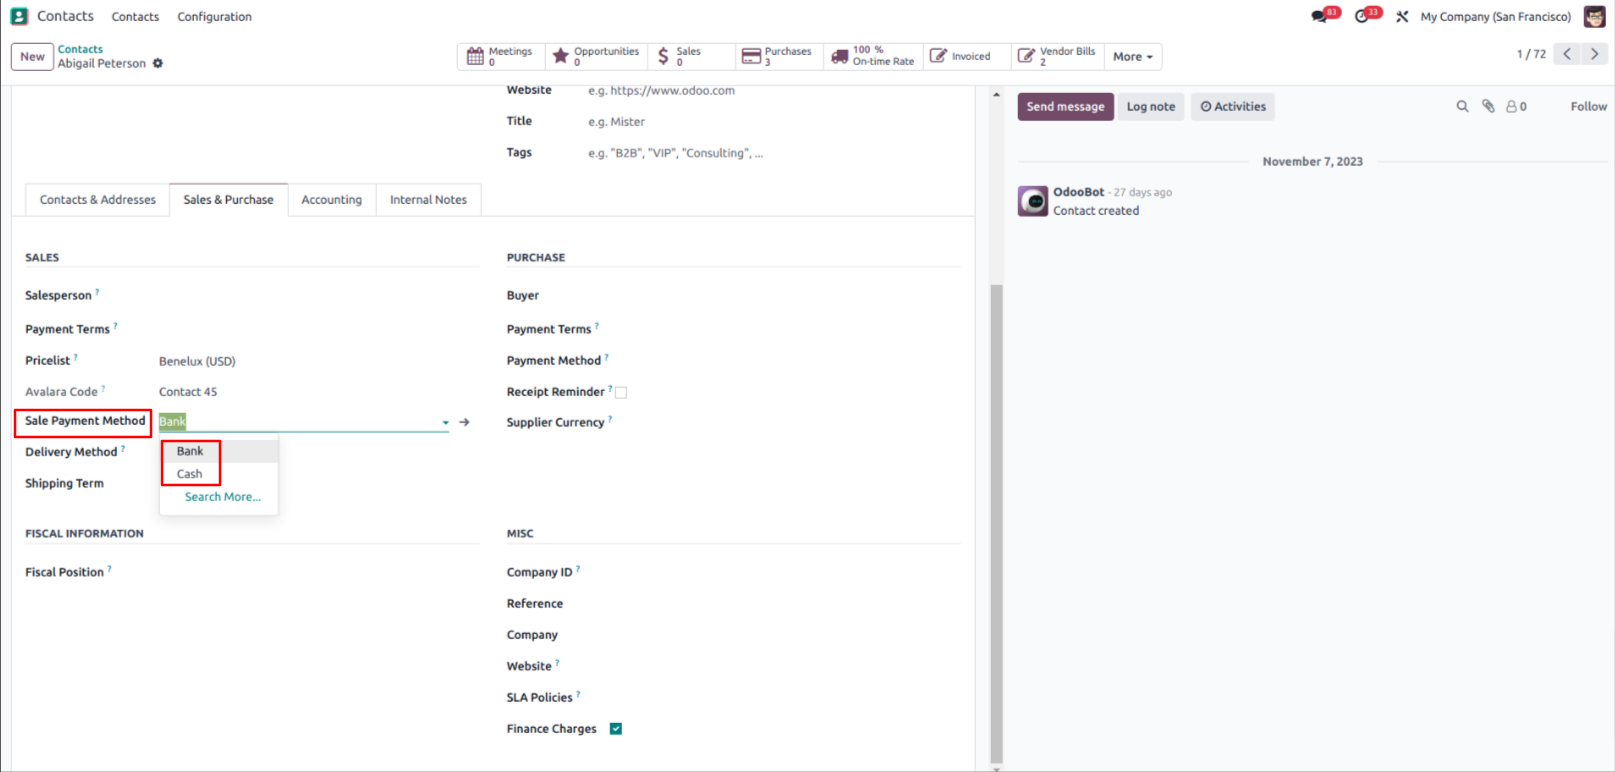 Contacts Contacts Configuration 83 33 My Company (San Francisco)
New Contacts
Abigail Peterson
Meetings 0
Opportunities 0
Sales 0
Purchases 3
100 % On-time Rate
Invoiced
Vendor Bills 2
More
1 / 72
Website e.g. https://www.odoo.com
Title e.g. Mister
Tags e.g. "B2B", "VIP", "Consulting", ...
Contacts & Addresses Sales & Purchase Accounting Internal Notes
SALES
Salesperson ?
Payment Terms ?
Pricelist ? Benelux (USD)
Avalara Code ? Contact 45
Sale Payment Method Bank
Bank
Cash
Search More...
Delivery Method ?
Shipping Term
PURCHASE
Buyer
Payment Terms ?
Payment Method ?
Receipt Reminder ?
Supplier Currency ?
FISCAL INFORMATION
Fiscal Position ?
MISC
Company ID ?
Reference
Company
Website ?
SLA Policies ?
Finance Charges
Send message Log note Activities 0 Follow
November 7, 2023
OdooBot - 27 days ago
Contact created